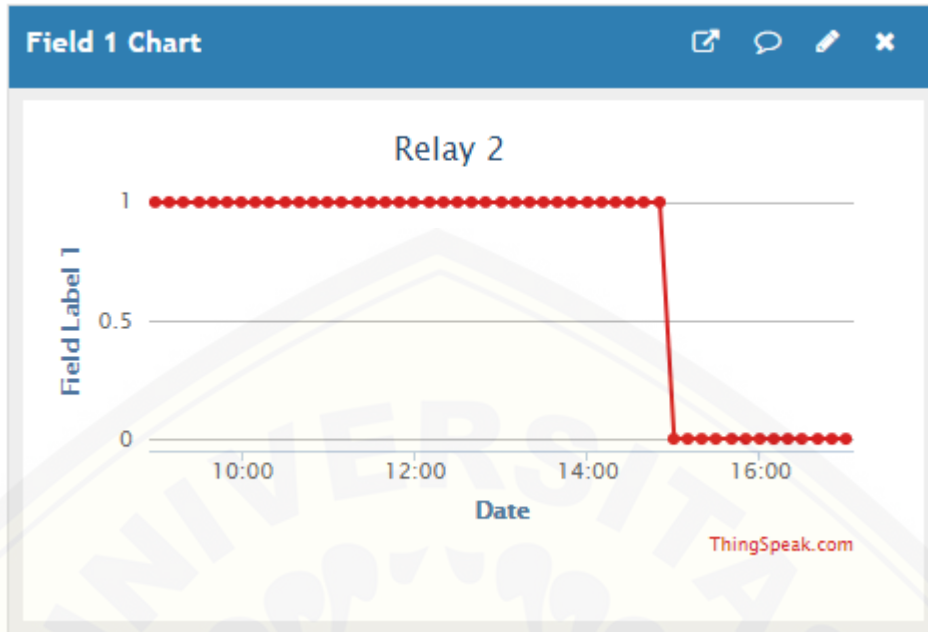 Field 1 Chart
Relay 2
1
0.5
0
Field Label 1
10:00 12:00 14:00 16:00
Date
ThingSpeak.com
UNIVERSITA